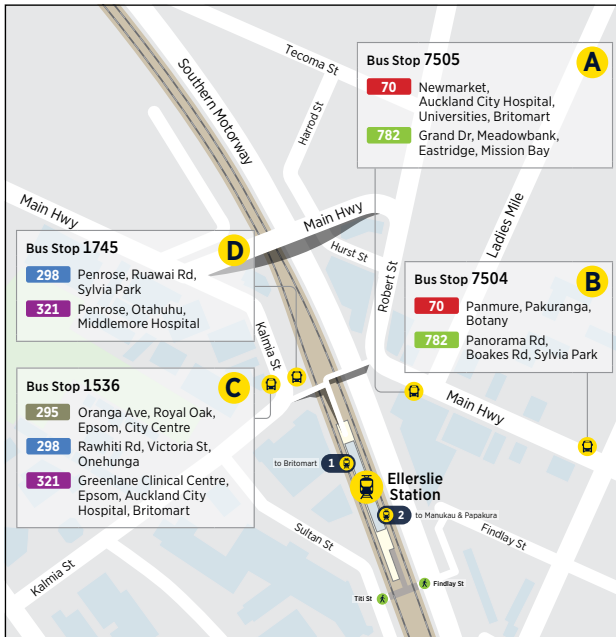 Tecoma St
Southern Motorway
Harrod St
A
Bus Stop 7505
70 Newmarket,
Auckland City Hospital,
Universities, Britomart
782 Grand Dr, Meadowbank,
Eastridge, Mission Bay
Main Hwy
Main Hwy
Hurst St
Ladies Mile
Robert St
D
Bus Stop 1745
298 Penrose, Ruawai Rd,
Sylvia Park
321 Penrose, Otahuhu,
Middlemore Hospital
B
Bus Stop 7504
70 Panmure, Pakuranga,
Botany
782 Panorama Rd,
Boakes Rd, Sylvia Park
Kalmia St
C
Bus Stop 1536
295 Oranga Ave, Royal Oak,
Epsom, City Centre
298 Rawhiti Rd, Victoria St,
Onehunga
321 Greenlane Clinical Centre,
Epsom, Auckland City
Hospital, Britomart
Main Hwy
to Britomart 1
Ellerslie
Station
2 to Manukau & Papakura
Sultan St
Findlay St
Kalmia St
Findlay St
Titi St